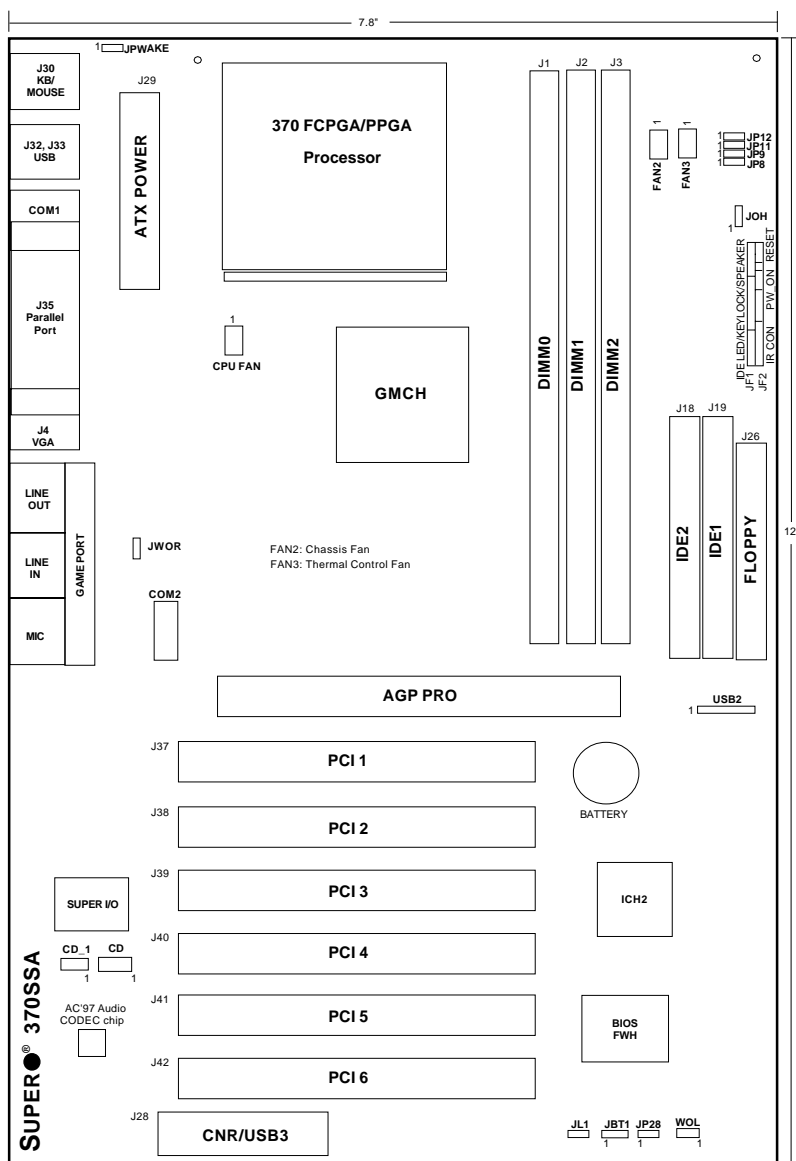 7.8"
1 JPWAKE
J30
KB/
MOUSE
J29
370 FCPGA/PPGA
Processor
J1
J2
J3
J32, J33
USB
ATX POWER
1
FAN2
1
FAN3
1 JP12
1 JP11
1 JP9
1 JP8
COM1
JOH
1
J35
Parallel
Port
IDE LED/KEYLOCK/SPEAKER
JF1
RESET
PW_ON
IR CON
JF2
1
CPU FAN
GMCH
DIMM0
DIMM1
DIMM2
J4
VGA
J18
J19
J26
LINE
OUT
LINE
IN
MIC
GAME PORT
JWOR
FAN2: Chassis Fan
FAN3: Thermal Control Fan
COM2
IDE2
IDE1
FLOPPY
12
AGP PRO
USB2
1
J37
PCI 1
BATTERY
J38
PCI 2
J39
PCI 3
SUPER I/O
ICH2
J40
PCI 4
CD_1
1
CD
1
J41
PCI 5
AC'97 Audio
CODEC chip
BIOS
FWH
J42
PCI 6
SUPER® 370SSA
J28
CNR/USB3
JL1
JBT1
1
JP28
1
WOL
1